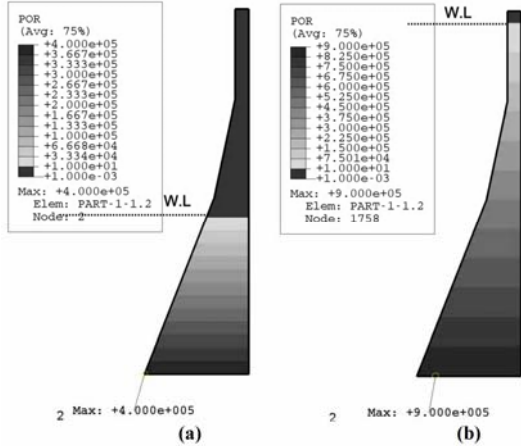 POR
(Avg: 75%)
+4.000e+05
+3.667e+05
+3.333e+05
+3.000e+05
+2.667e+05
+2.333e+05
+2.000e+05
+1.667e+05
+1.333e+05
+1.000e+05
+6.668e+04
+3.334e+04
+1.000e+01
+1.000e-03
Max: +4.000e+05
Elem: PART-1-1.2
Node: 2
W.L
2 Max: +4.000e+005
(a)
W.L
POR
(Avg: 75%)
+9.000e+05
+8.250e+05
+7.500e+05
+6.750e+05
+6.000e+05
+5.250e+05
+4.500e+05
+3.750e+05
+3.000e+05
+2.250e+05
+1.500e+05
+7.501e+04
+1.000e+01
+1.000e-03
Max: +9.000e+05
Elem: PART-1-1.2
Node: 1758
2 Max: +9.000e+005
(b)